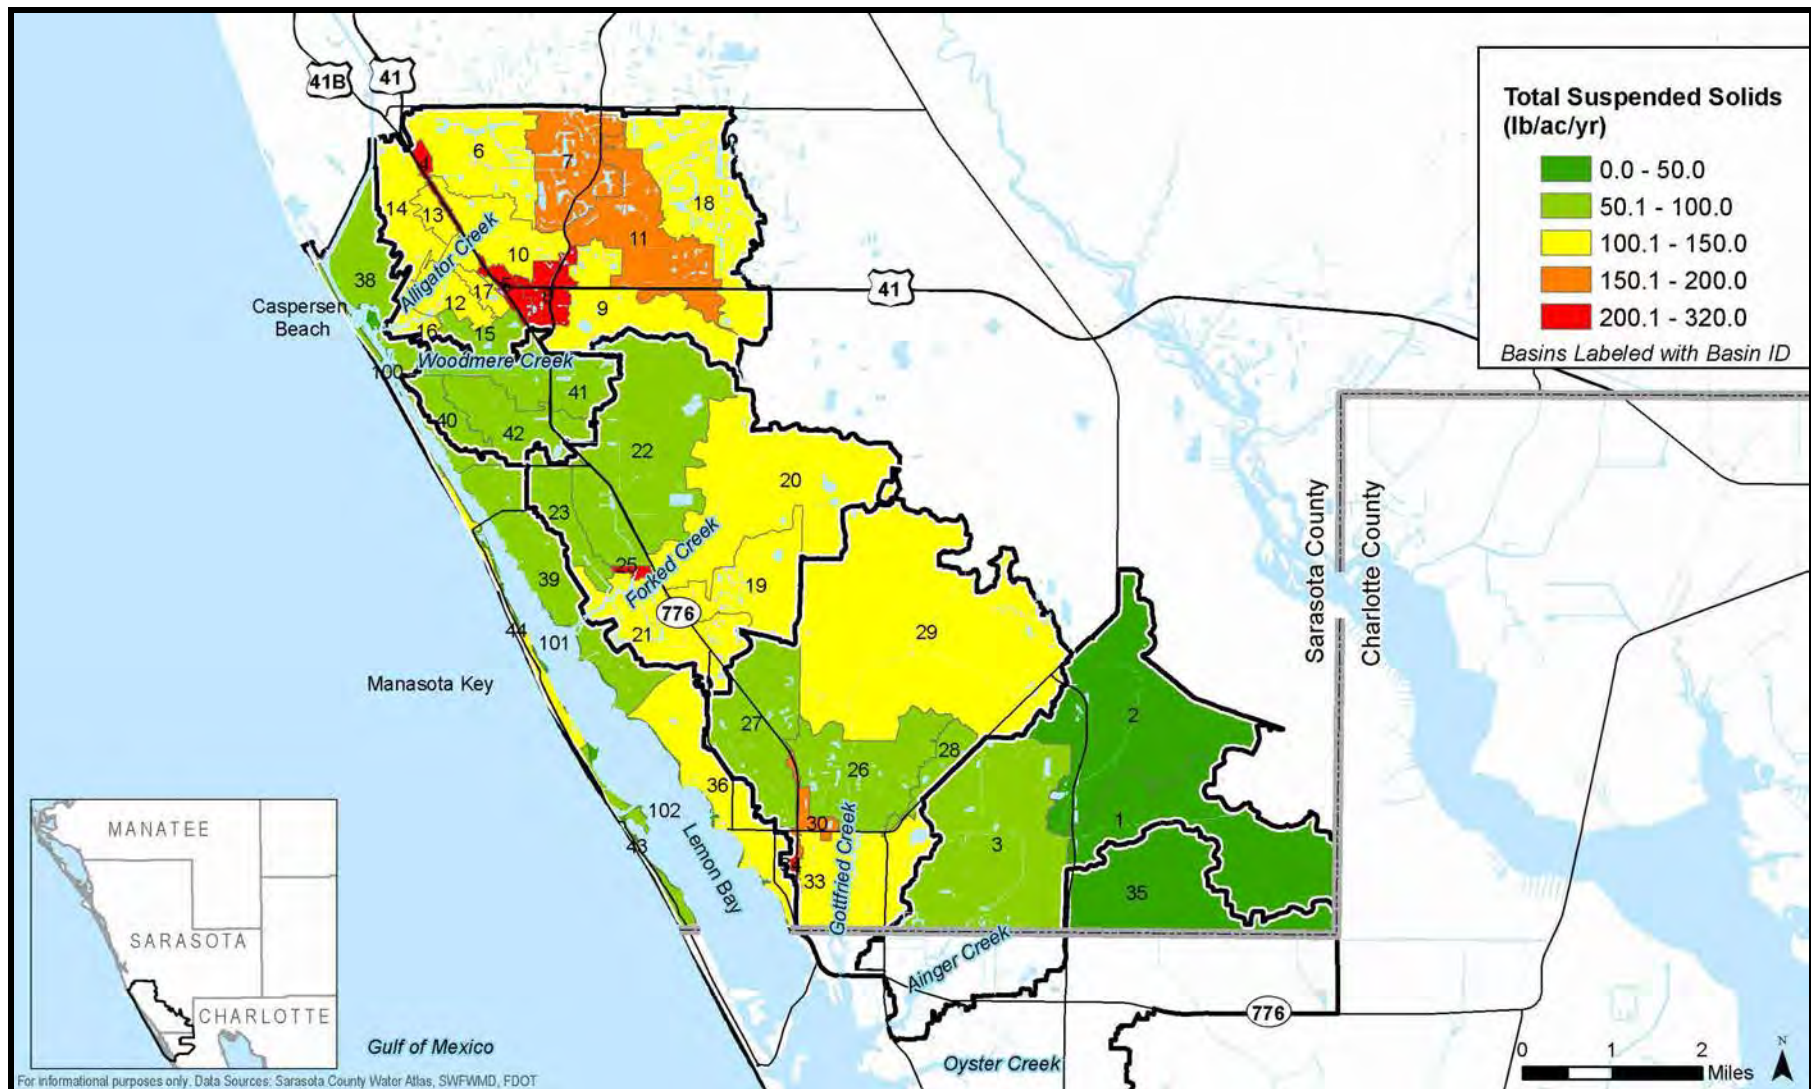 41B
41
Total Suspended Solids
(lb/ac/yr)
0.0 - 50.0
50.1 - 100.0
100.1 - 150.0
150.1 - 200.0
200.1 - 320.0
Basins Labeled with Basin ID
4
6
7
18
14
13
11
10
Alligator Creek
38
5
8
41
17
12
9
Caspersen
Beach
16
15
Woodmere Creek
100
41
40
42
22
20
23
Sarasota County
Charlotte County
25
Forked Creek
39
19
776
21
44
101
29
Manasota Key
2
27
28
26
36
102
30
1
43
3
Lemon Bay
33
Gottfried Creek
35
Ainger Creek
776
Oyster Creek
MANATEE
SARASOTA
CHARLOTTE
Gulf of Mexico
0 1 2
Miles
N
For informational purposes only. Data Sources: Sarasota County Water Atlas, SWFWMD, FDOT